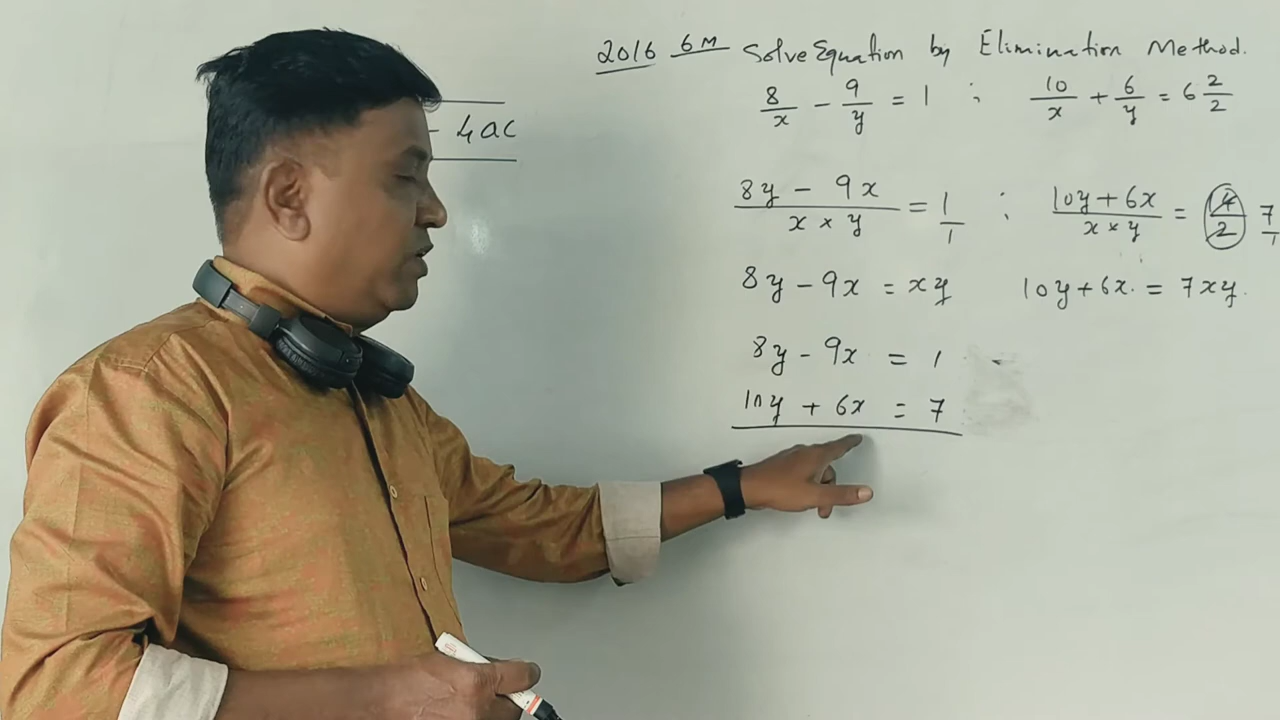 2016 6M Solve Equation by Elimination Method.
8/x - 9/y = 1 ; 10/x + 6/y = 6 2/2
- 4ac
8y - 9x / x × y = 1/1 ; 10y + 6x / x × y = 14/2 7/1
8y - 9x = xy 10y + 6x = 7xy.
8y - 9x = 1
10y + 6x = 7